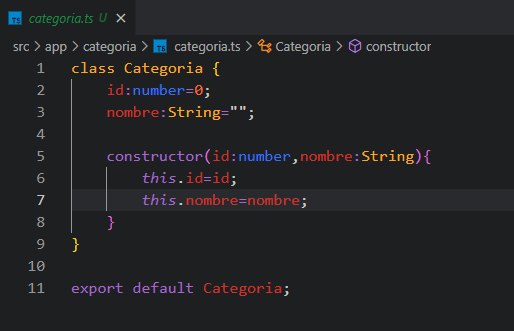 TS categoria.ts U ×
src > app > categoria > TS categoria.ts > Categoria > constructor
1 class Categoria {
2     id:number=0;
3     nombre:String="";
4
5     constructor(id:number,nombre:String){
6         this.id=id;
7         this.nombre=nombre;
8     }
9 }
10
11 export default Categoria;